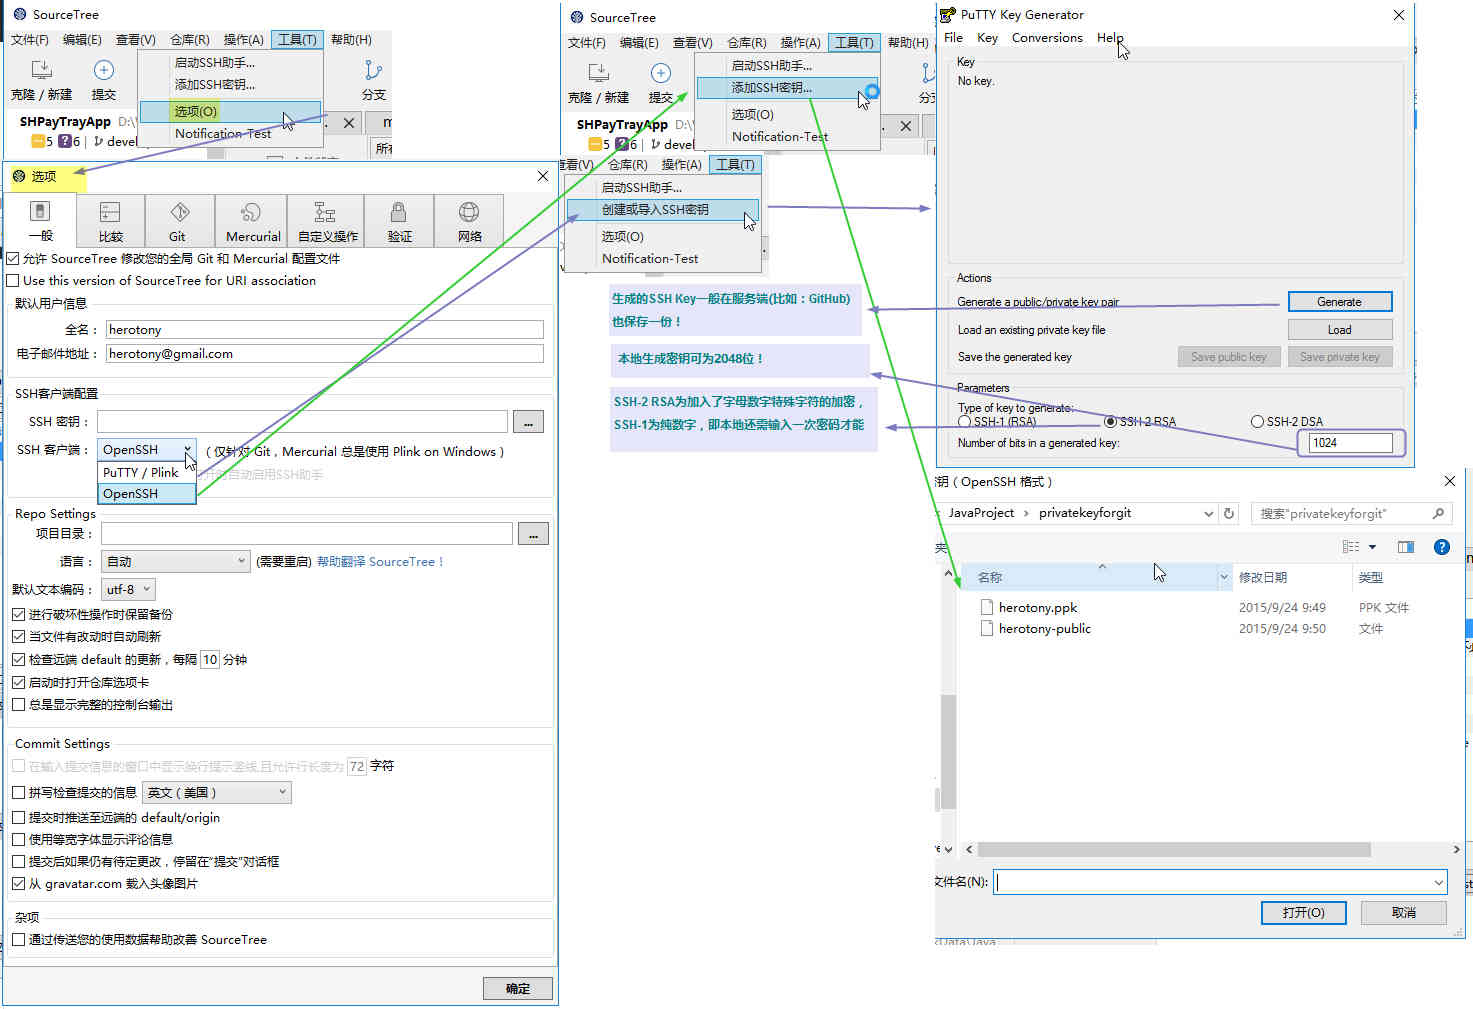 SourceTree
文件(F) 编辑(E) 查看(V) 仓库(R) 操作(A) 工具(T) 帮助(H)
启动SSH助手...
添加SSH密钥...
选项(O)
Notification-Test
克隆 / 新建 提交 分支
SHPayTrayApp D:\
5 6 develo
所有
选项
一般 比较 Git Mercurial 自定义操作 验证 网络
允许 SourceTree 修改您的全局 Git 和 Mercurial 配置文件
Use this version of SourceTree for URI association
默认用户信息
全名： herotony
电子邮件地址： herotony@gmail.com
SSH客户端配置
SSH 密钥： ...
SSH 客户端： OpenSSH （仅针对 Git，Mercurial 总是使用 Plink on Windows）
PuTTY / Plink
自动启用SSH助手
OpenSSH
Repo Settings
项目目录： ...
语言： 自动 (需要重启) 帮助翻译 SourceTree！
默认文本编码： utf-8
进行破坏性操作时保留备份
当文件有改动时自动刷新
检查远端 default 的更新，每隔 10 分钟
启动时打开仓库选项卡
总是显示完整的控制台输出
Commit Settings
在输入提交信息的窗口中显示换行提示竖线,且允许行长度为 72 字符
拼写检查提交的信息 英文（美国）
提交时推送至远端的 default/origin
使用等宽字体显示评论信息
提交后如果仍有待定更改，停留在"提交"对话框
从 gravatar.com 载入头像图片
杂项
通过传送您的使用数据帮助改善 SourceTree
确定
SourceTree
文件(F) 编辑(E) 查看(V) 仓库(R) 操作(A) 工具(T) 帮助(H)
启动SSH助手...
添加SSH密钥...
选项(O)
Notification-Test
克隆 / 新建 提交
SHPayTrayApp D:\
5 6 develo
查看(V) 仓库(R) 操作(A) 工具(T)
启动SSH助手...
创建或导入SSH密钥
选项(O)
Notification-Test
生成的SSH Key一般在服务端(比如：GitHub)
也保存一份！
本地生成密钥可为2048位！
SSH-2 RSA为加入了字母数字特殊字符的加密，
SSH-1为纯数字，即本地还需输入一次密码才能
PuTTY Key Generator
File Key Conversions Help
Key
No key.
Actions
Generate a public/private key pair Generate
Load an existing private key file Load
Save the generated key Save public key Save private key
Parameters
Type of key to generate:
SSH-1 (RSA) SSH-2 RSA SSH-2 DSA
Number of bits in a generated key: 1024
钥（OpenSSH 格式）
JavaProject privatekeyforgit 搜索"privatekeyforgit"
夹
名称 修改日期 类型
herotony.ppk 2015/9/24 9:49 PPK 文件
herotony-public 2015/9/24 9:50 文件
文件名(N):
打开(O) 取消